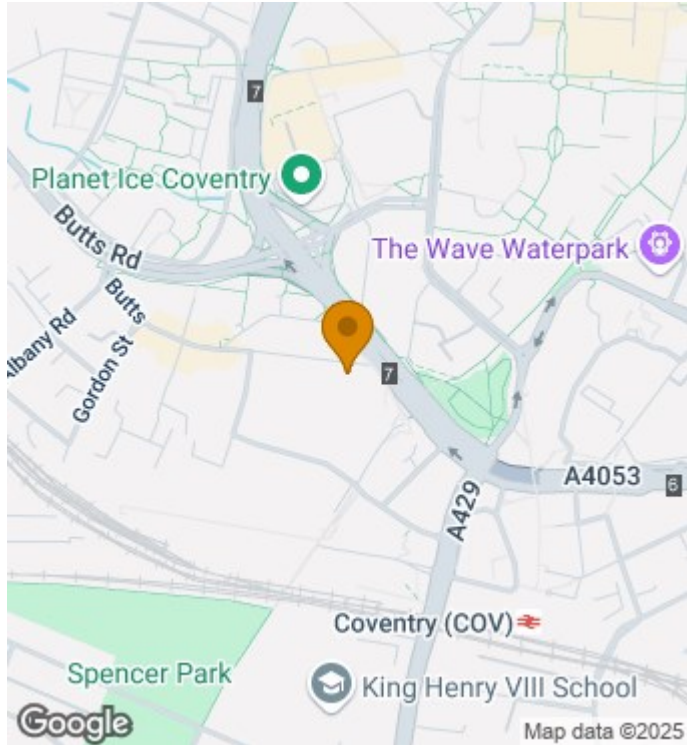 7
Planet Ice Coventry
Butts Rd
The Wave Waterpark
Butts
Albany Rd
Gordon St
7
A4053
6
A429
Coventry (COV)
Spencer Park
King Henry VIII School
Google
Map data ©2025